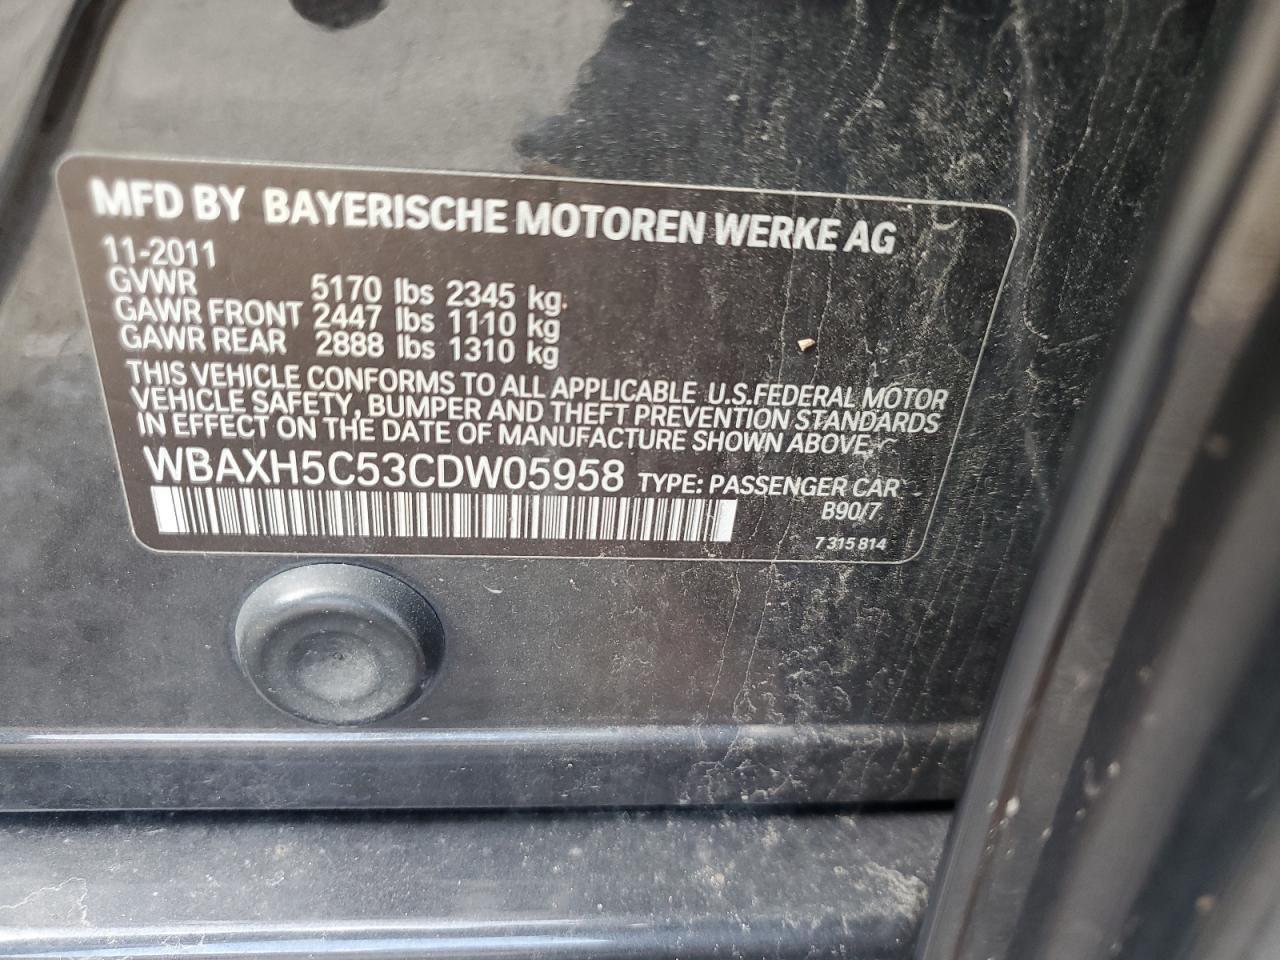 MFD BY BAYERISCHE MOTOREN WERKE AG
11-2011
GVWR 5170 lbs 2345 kg
GAWR FRONT 2447 lbs 1110 kg
GAWR REAR 2888 lbs 1310 kg
THIS VEHICLE CONFORMS TO ALL APPLICABLE U.S.FEDERAL MOTOR
VEHICLE SAFETY, BUMPER AND THEFT PREVENTION STANDARDS
IN EFFECT ON THE DATE OF MANUFACTURE SHOWN ABOVE.
WBAXH5C53CDW05958 TYPE: PASSENGER CAR
B90/7
7 315 814